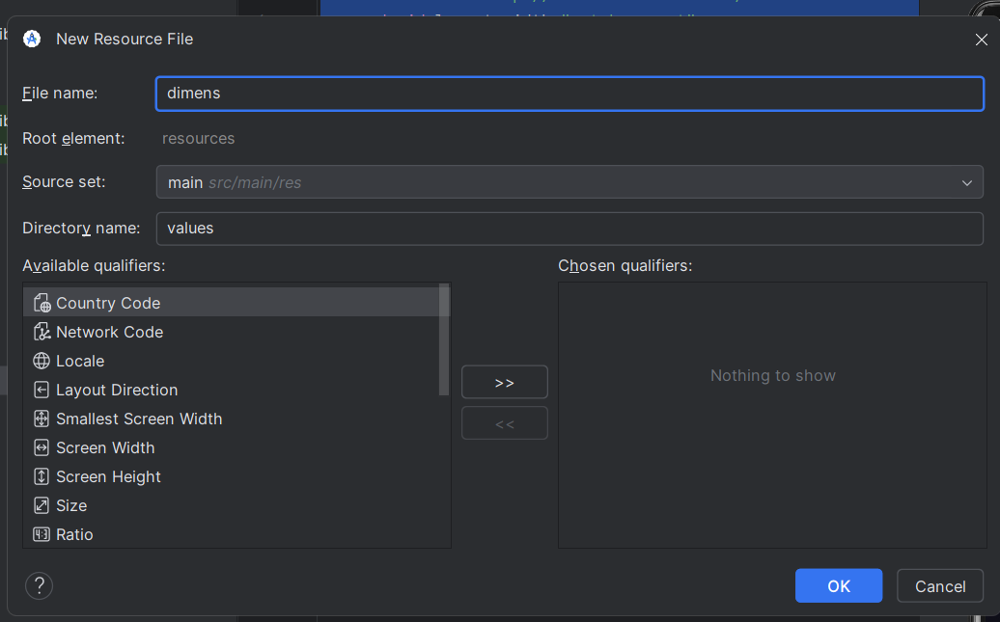 New Resource File
File name: dimens
Root element: resources
Source set: main src/main/res
Directory name: values
Available qualifiers:
Chosen qualifiers:
Country Code
Network Code
Locale
Layout Direction
Smallest Screen Width
Screen Width
Screen Height
Size
4:3 Ratio
>>
<<
Nothing to show
?
OK
Cancel